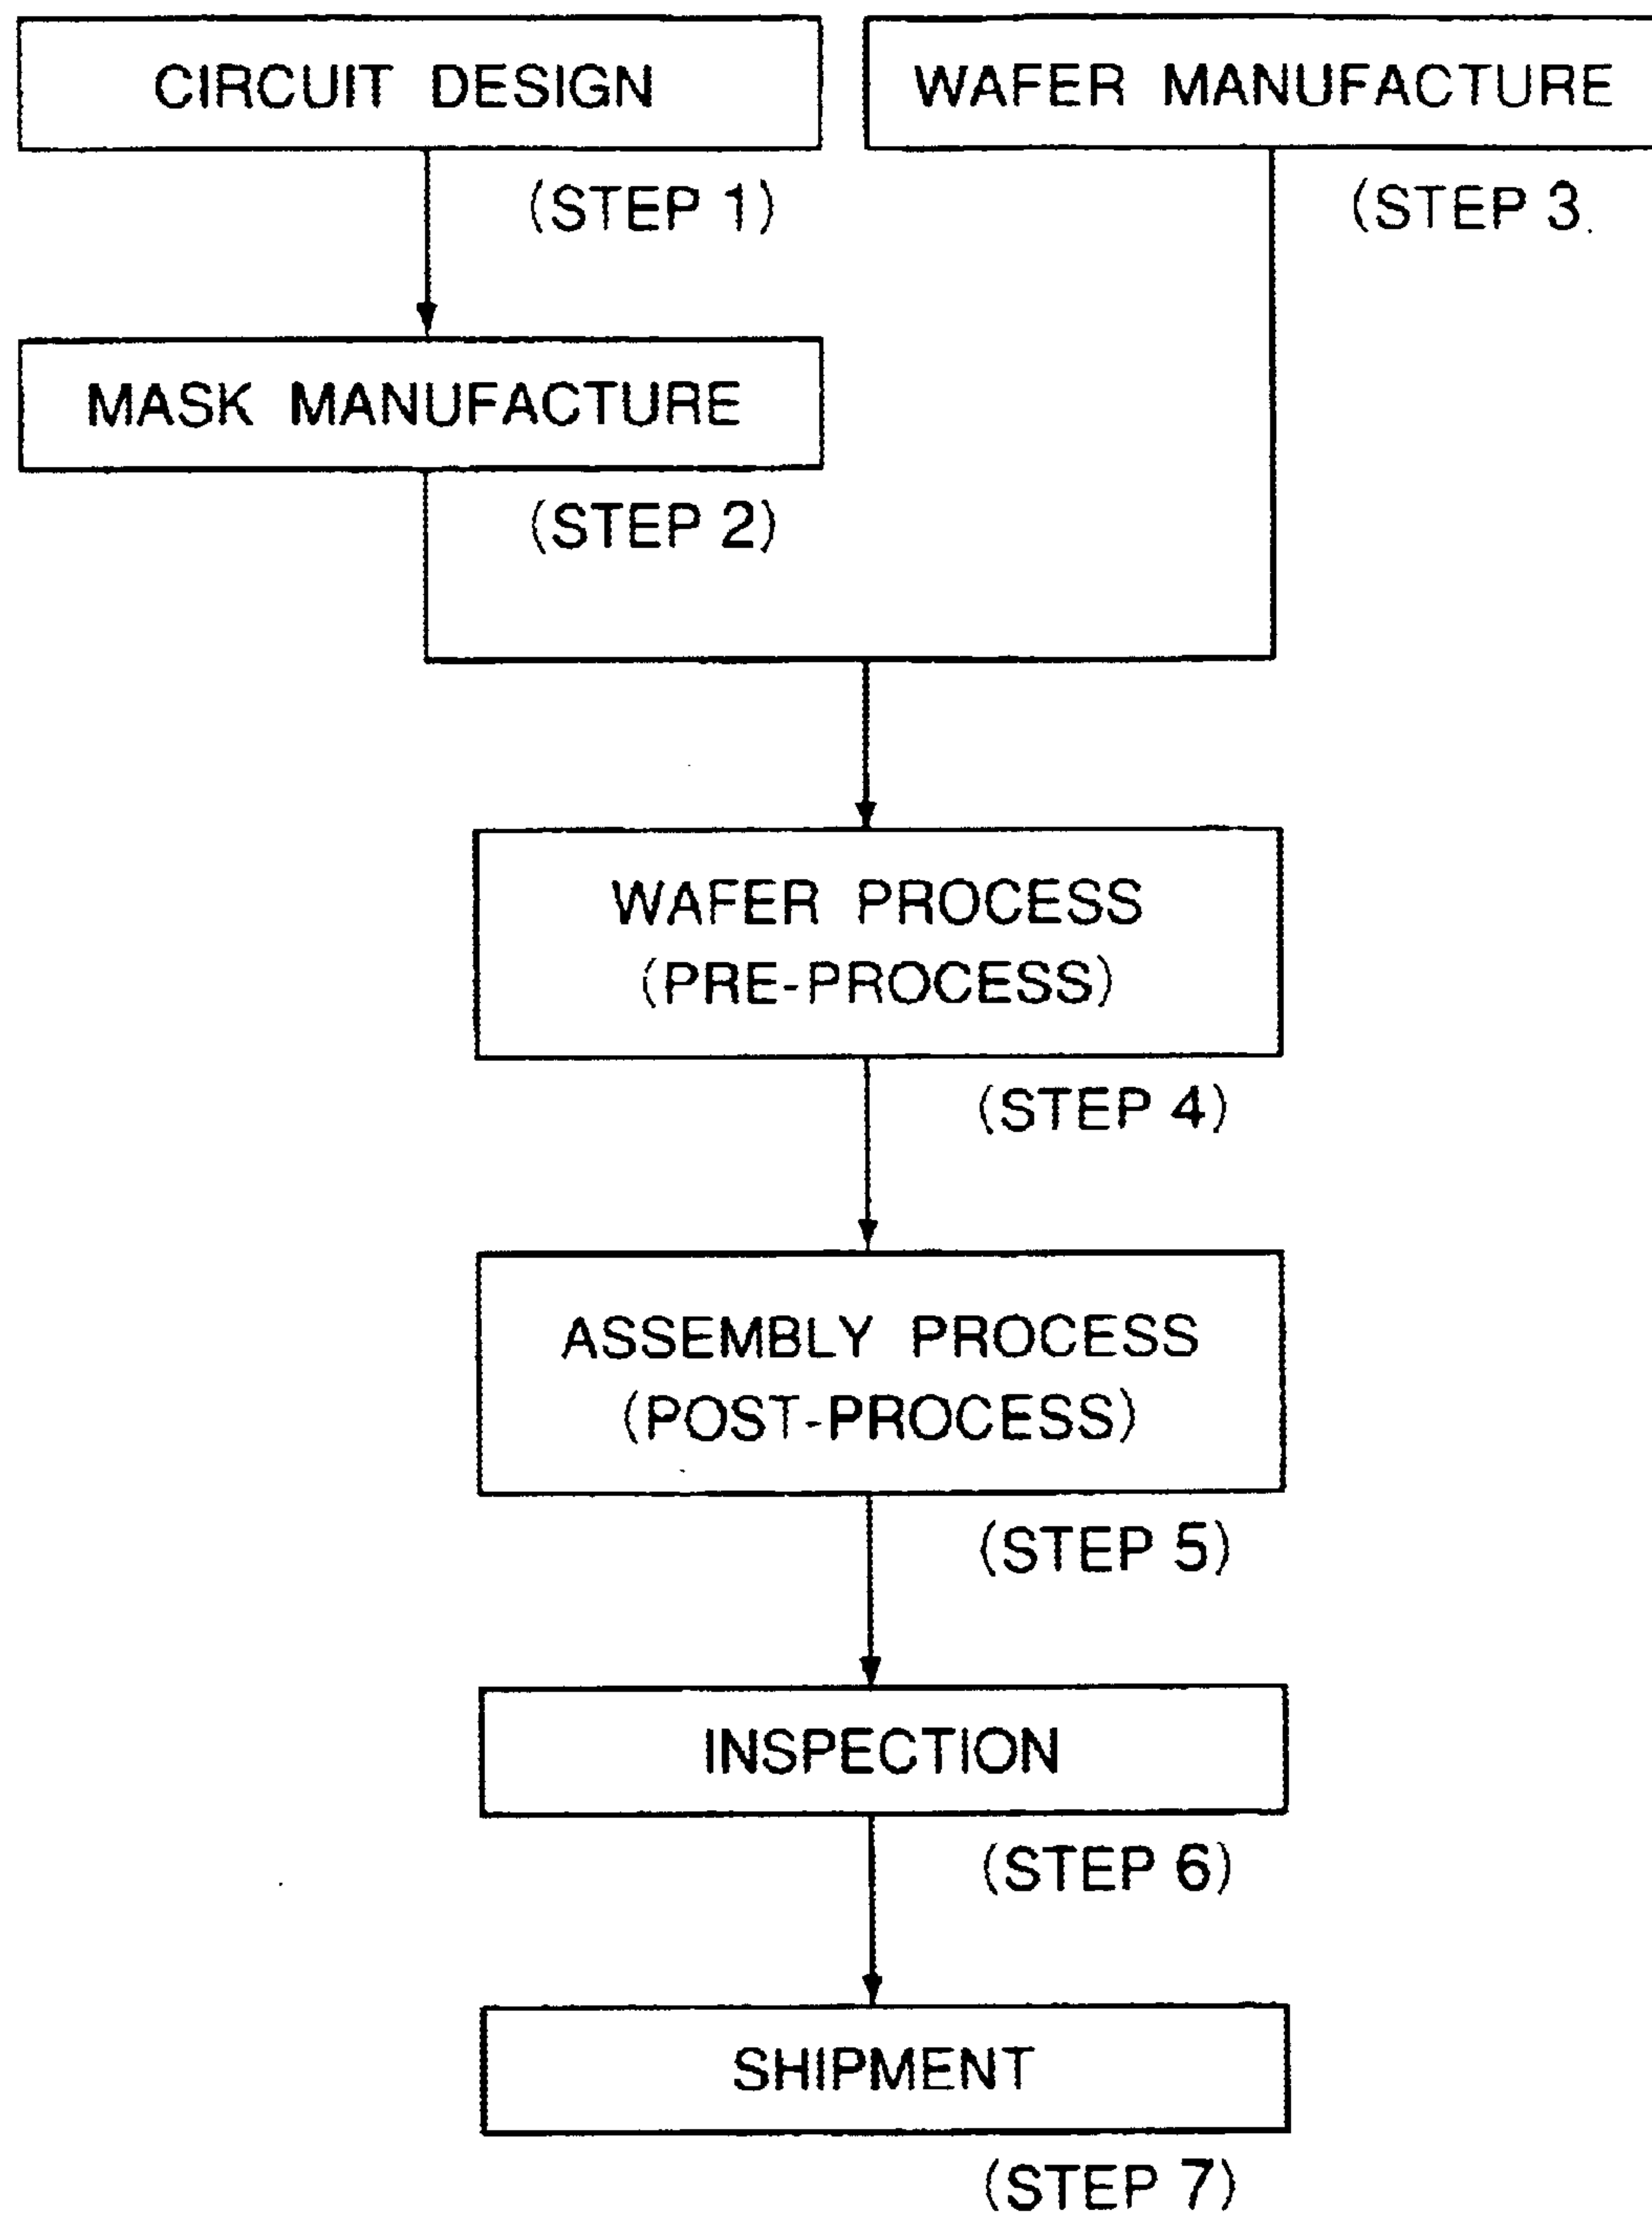 CIRCUIT DESIGN
(STEP 1)
WAFER MANUFACTURE
(STEP 3
MASK MANUFACTURE
(STEP 2)
WAFER PROCESS
(PRE-PROCESS)
(STEP 4)
ASSEMBLY PROCESS
(POST-PROCESS)
(STEP 5)
INSPECTION
(STEP 6)
SHIPMENT
(STEP 7)